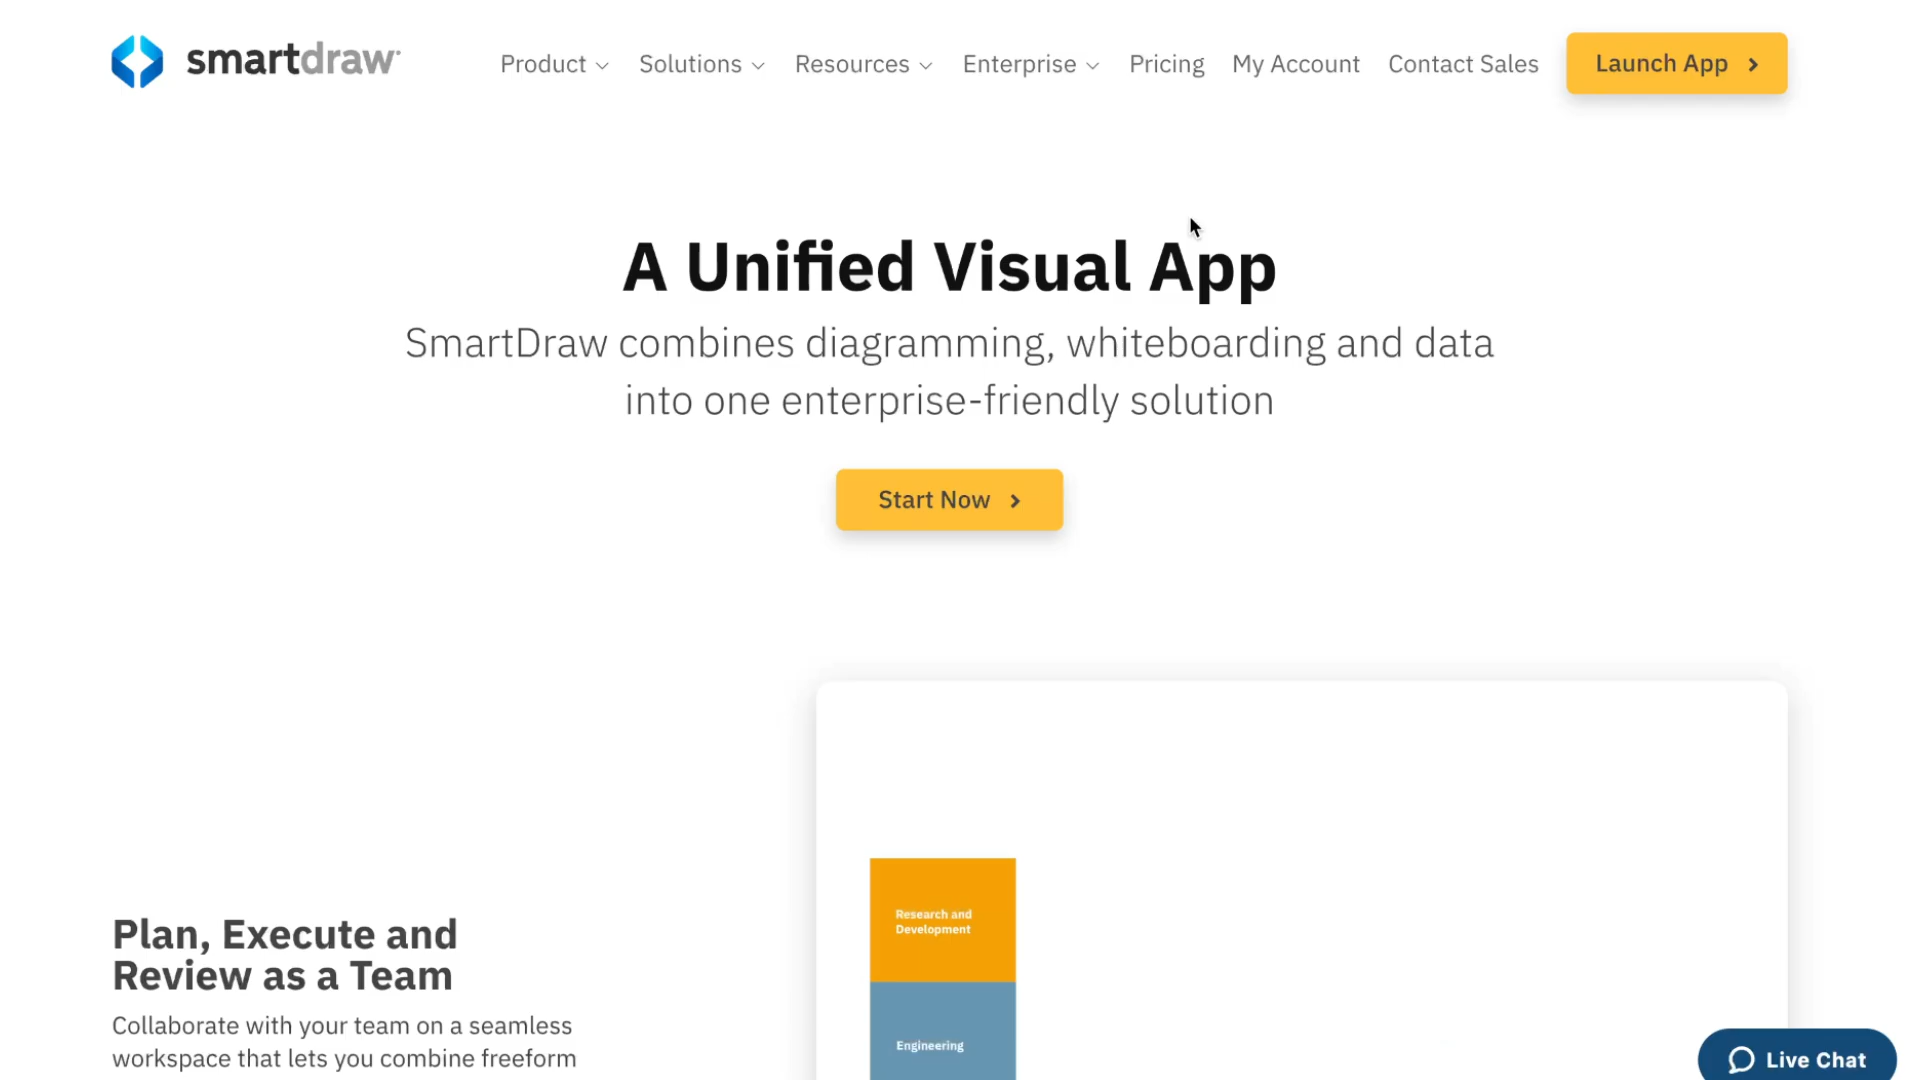 smartdraw
Product
Solutions
Resources
Enterprise
Pricing
My Account
Contact Sales
Launch App
A Unified Visual App
SmartDraw combines diagramming, whiteboarding and data
into one enterprise-friendly solution
Start Now
Research and
Development
Engineering
Plan, Execute and
Review as a Team
Collaborate with your team on a seamless
workspace that lets you combine freeform
Live Chat